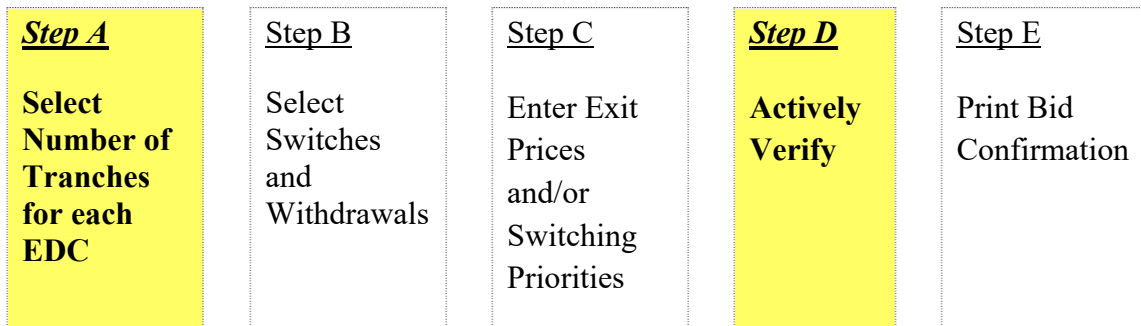 Step A
Select
Number of
Tranches
for each
EDC
Step B
Select
Switches
and
Withdrawals
Step C
Enter Exit
Prices
and/or
Switching
Priorities
Step D
Actively
Verify
Step E
Print Bid
Confirmation